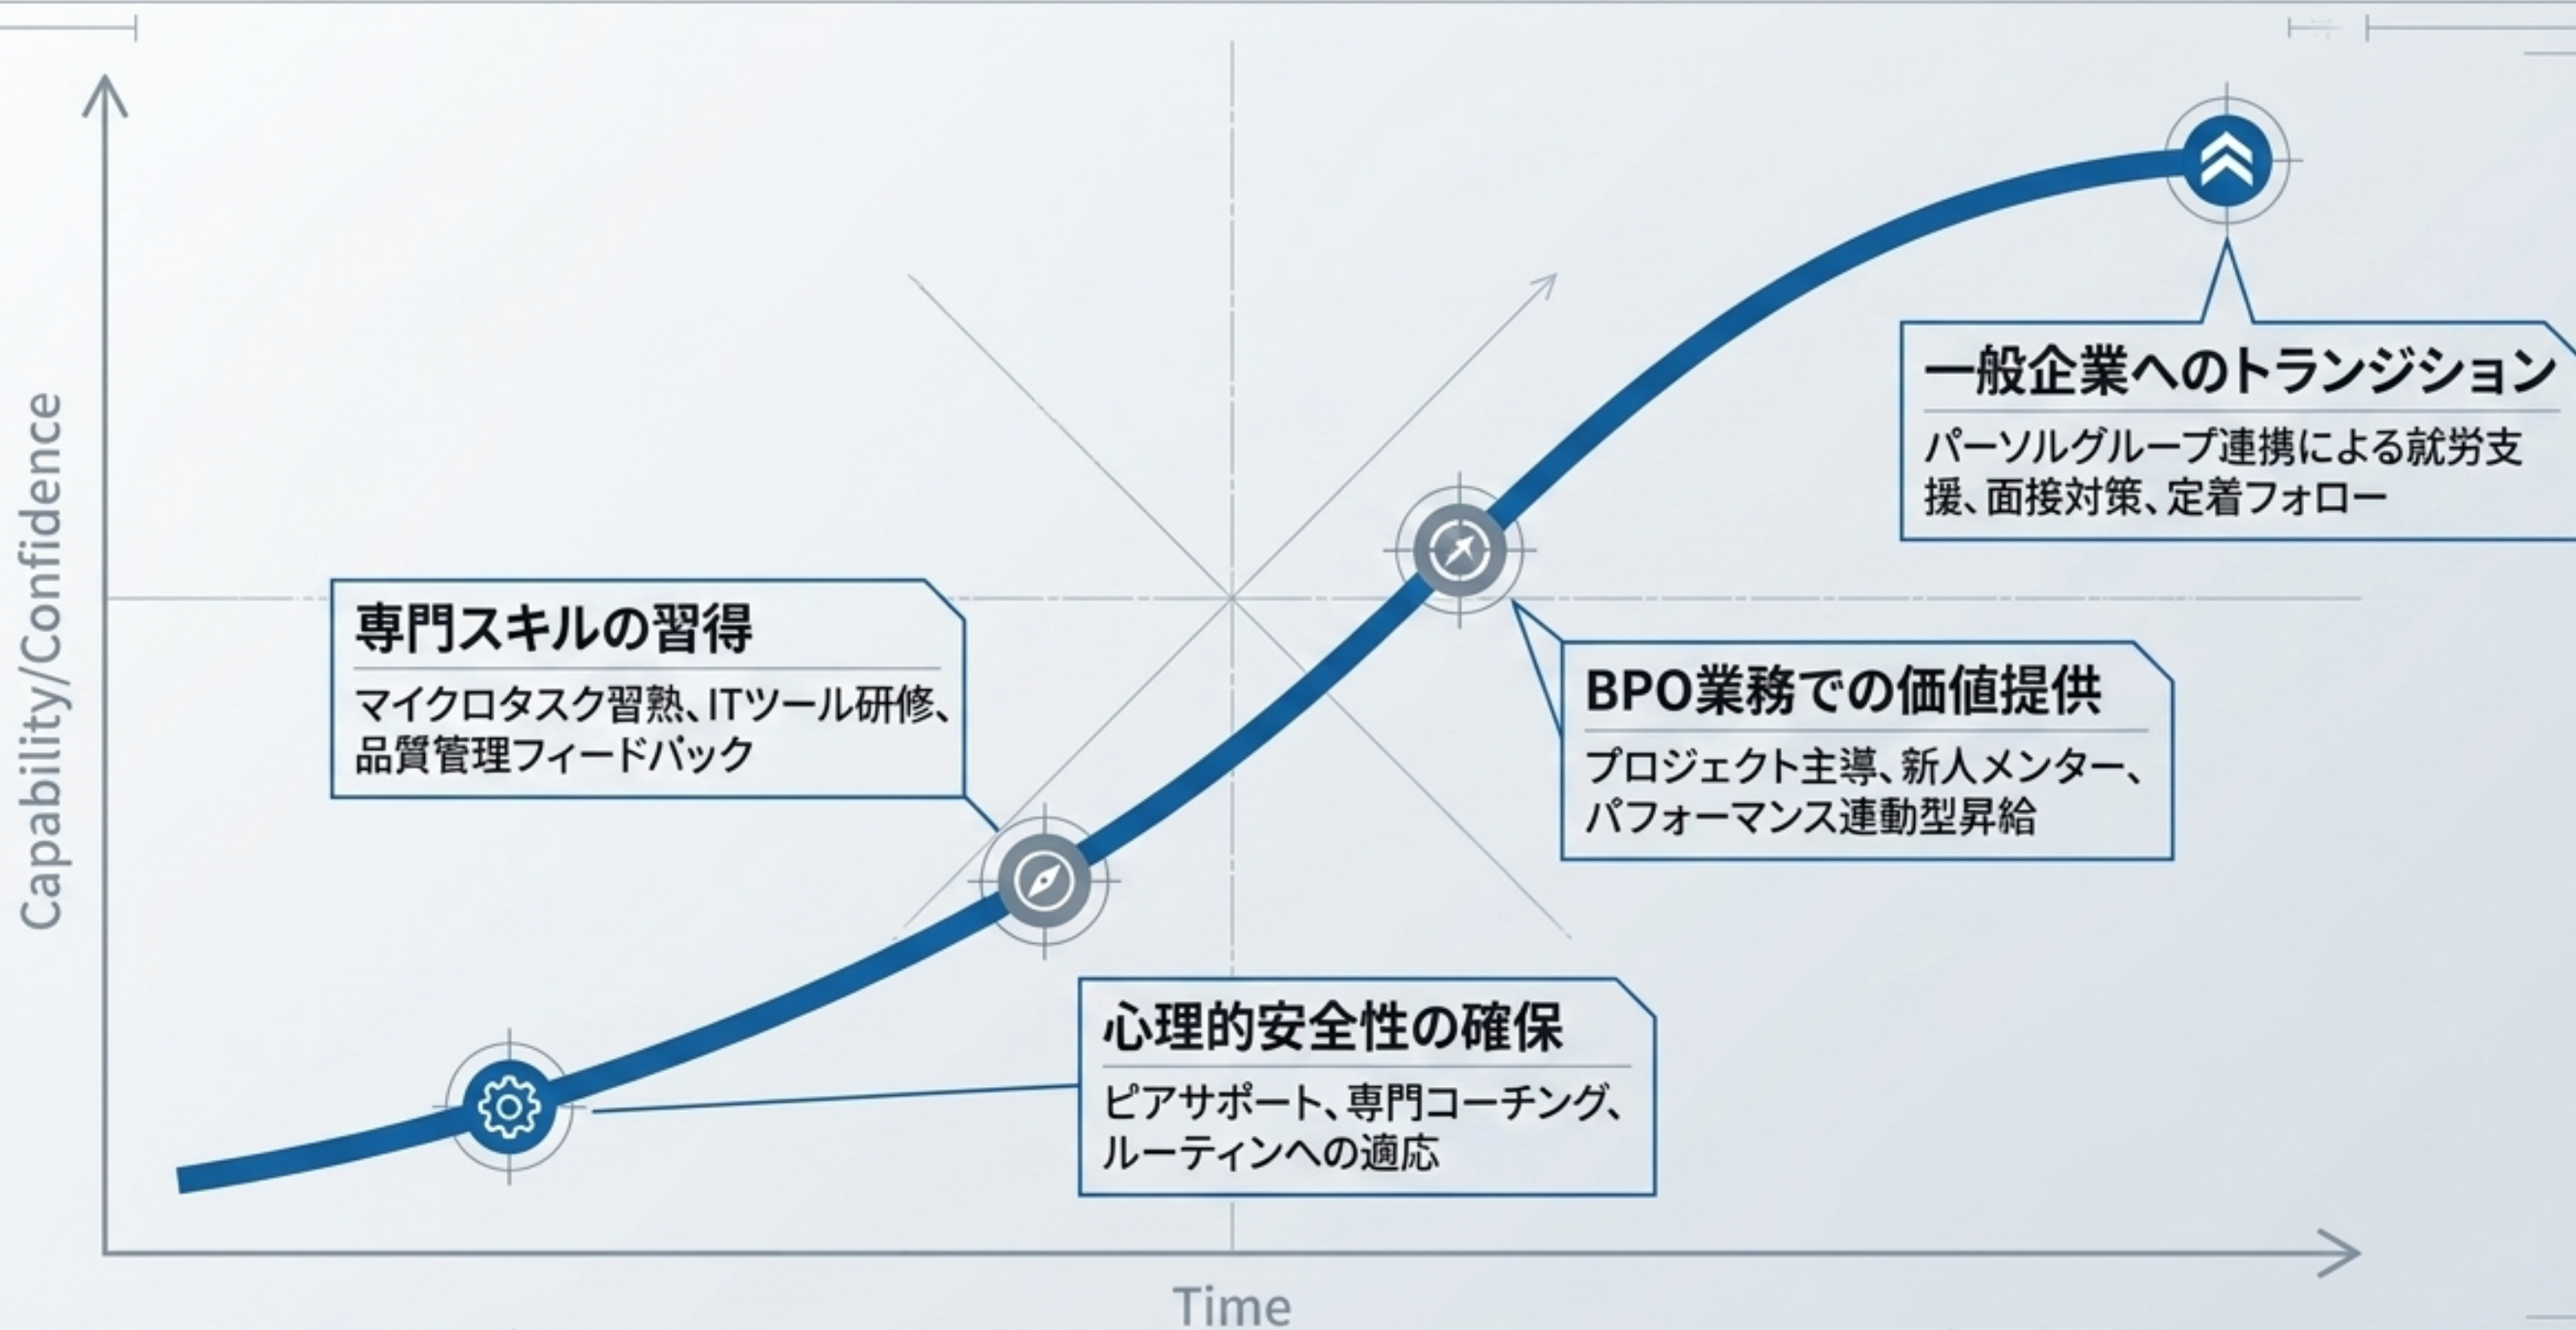 Capability/Confidence
一般企業へのトランジション
パーソルグループ連携による就労支
援、面接対策、定着フォロー
専門スキルの習得
マイクロタスク習熟、ITツール研修、
品質管理フィードバック
BPO業務での価値提供
プロジェクト主導、新人メンター、
パフォーマンス連動型昇給
心理的安全性の確保
ピアサポート、専門コーチング、
ルーティンへの適応
Time